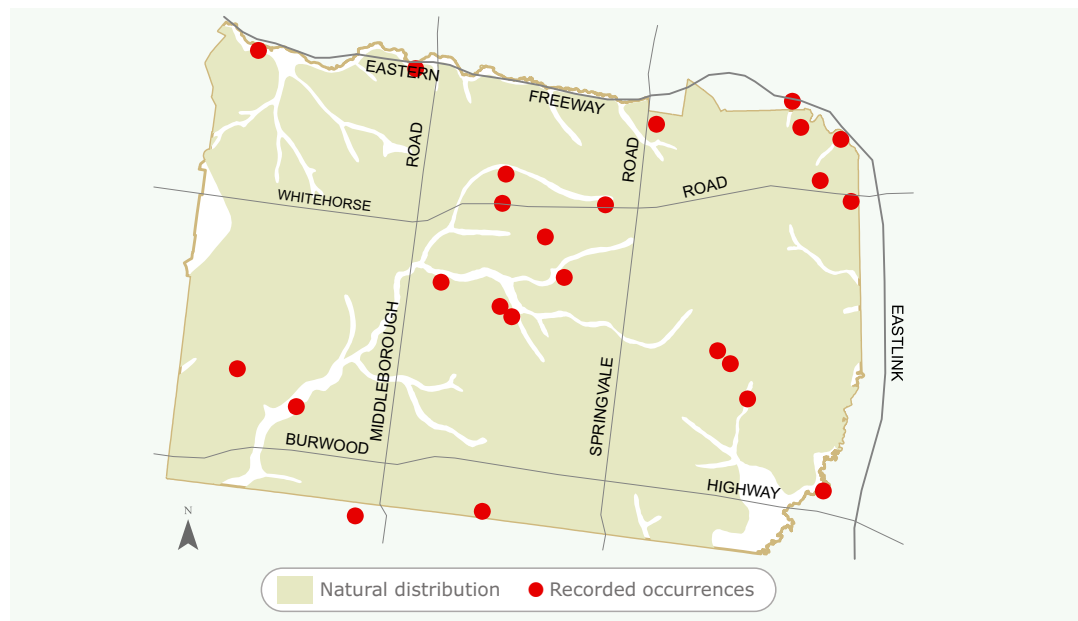 EASTERN
FREEWAY
ROAD
ROAD
ROAD
WHITEHORSE
EASTLINK
MIDDLEBOROUGH
SPRINGVALE
BURWOOD
HIGHWAY
N
Natural distribution
Recorded occurrences